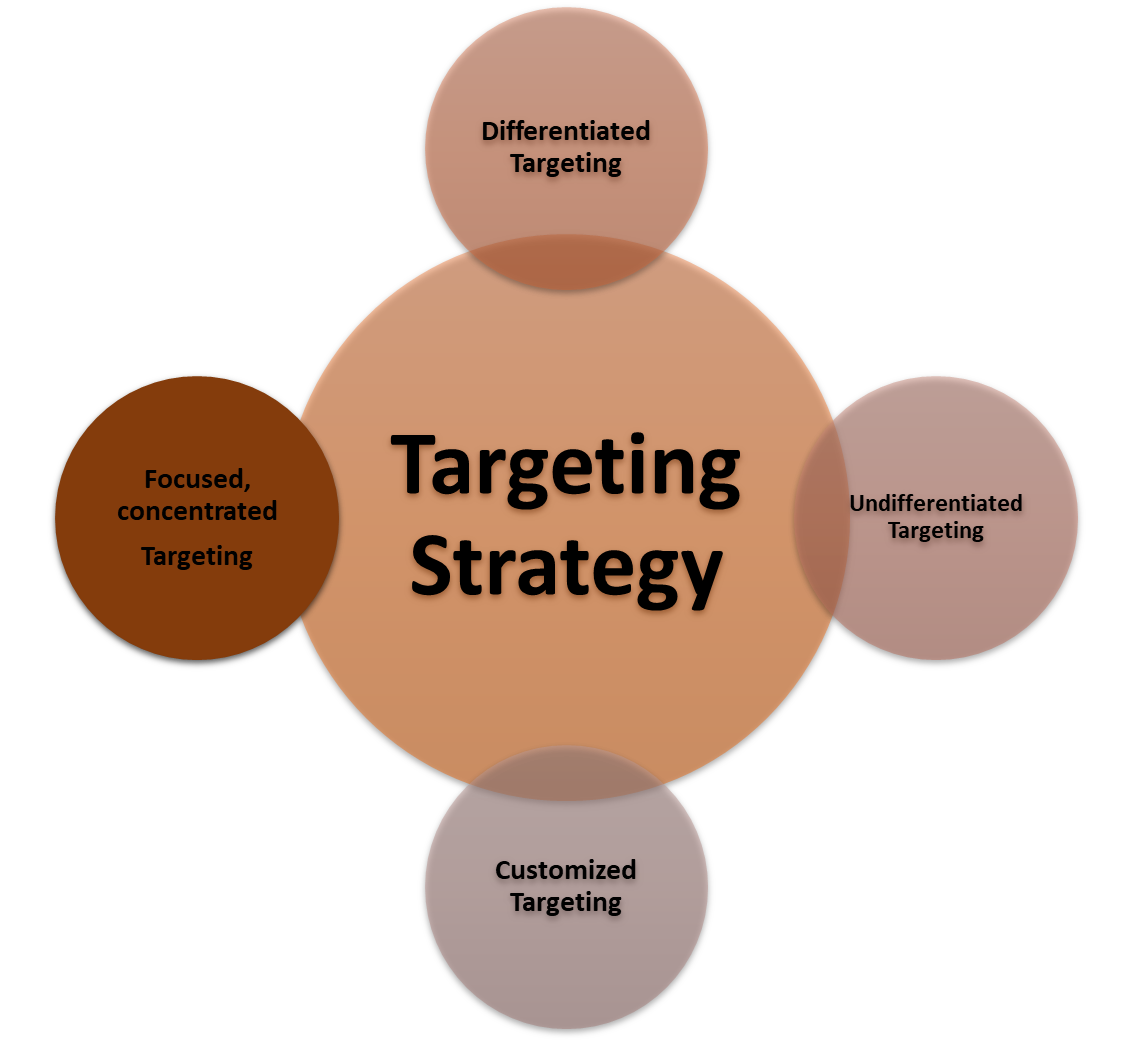 Differentiated
Targeting
Focused,
concentrated
Targeting
Targeting
Strategy
Undifferentiated
Targeting
Customized
Targeting